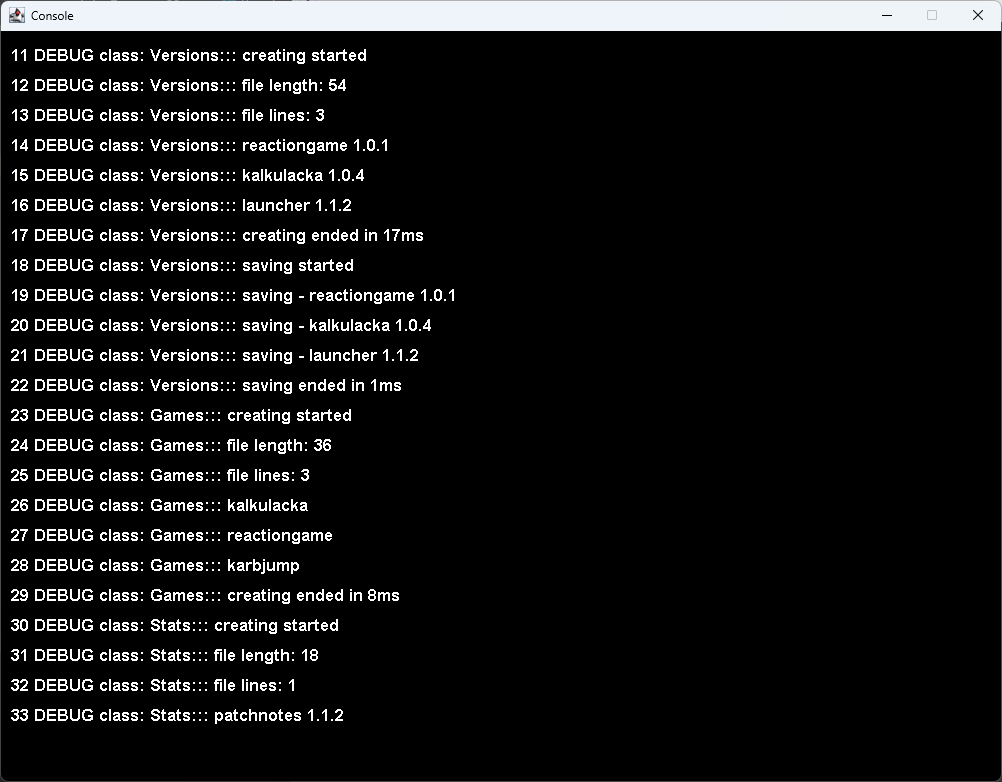 Console
11 DEBUG class: Versions::: creating started
12 DEBUG class: Versions::: file length: 54
13 DEBUG class: Versions::: file lines: 3
14 DEBUG class: Versions::: reactiongame 1.0.1
15 DEBUG class: Versions::: kalkulacka 1.0.4
16 DEBUG class: Versions::: launcher 1.1.2
17 DEBUG class: Versions::: creating ended in 17ms
18 DEBUG class: Versions::: saving started
19 DEBUG class: Versions::: saving - reactiongame 1.0.1
20 DEBUG class: Versions::: saving - kalkulacka 1.0.4
21 DEBUG class: Versions::: saving - launcher 1.1.2
22 DEBUG class: Versions::: saving ended in 1ms
23 DEBUG class: Games::: creating started
24 DEBUG class: Games::: file length: 36
25 DEBUG class: Games::: file lines: 3
26 DEBUG class: Games::: kalkulacka
27 DEBUG class: Games::: reactiongame
28 DEBUG class: Games::: karbjump
29 DEBUG class: Games::: creating ended in 8ms
30 DEBUG class: Stats::: creating started
31 DEBUG class: Stats::: file length: 18
32 DEBUG class: Stats::: file lines: 1
33 DEBUG class: Stats::: patchnotes 1.1.2